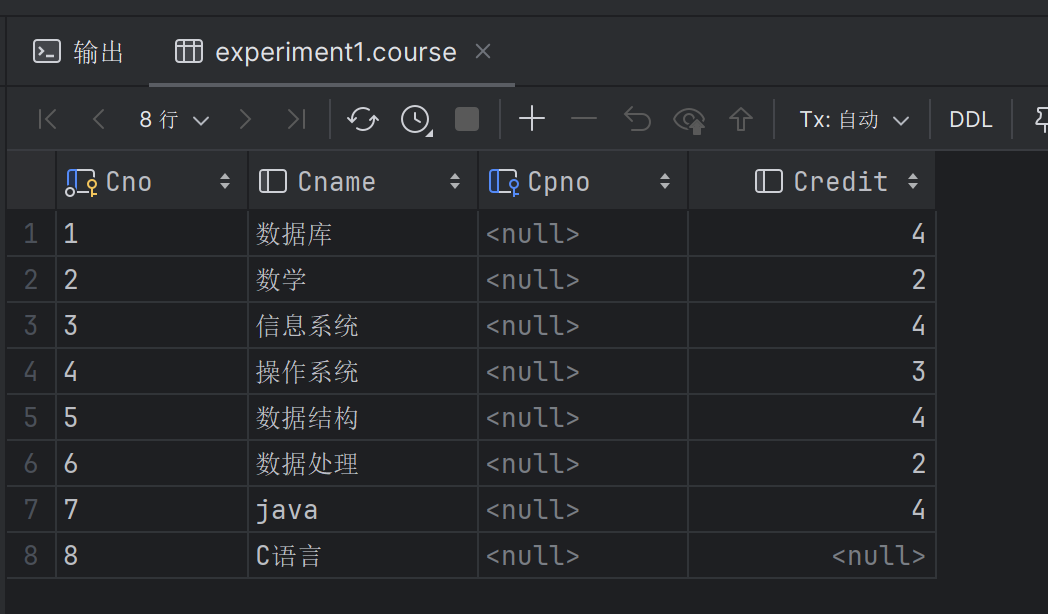 输出 experiment1.course
8 行 Tx: 自动 DDL
Cno Cname Cpno Credit
1 1 数据库 <null> 4
2 2 数学 <null> 2
3 3 信息系统 <null> 4
4 4 操作系统 <null> 3
5 5 数据结构 <null> 4
6 6 数据处理 <null> 2
7 7 java <null> 4
8 8 C语言 <null> <null>